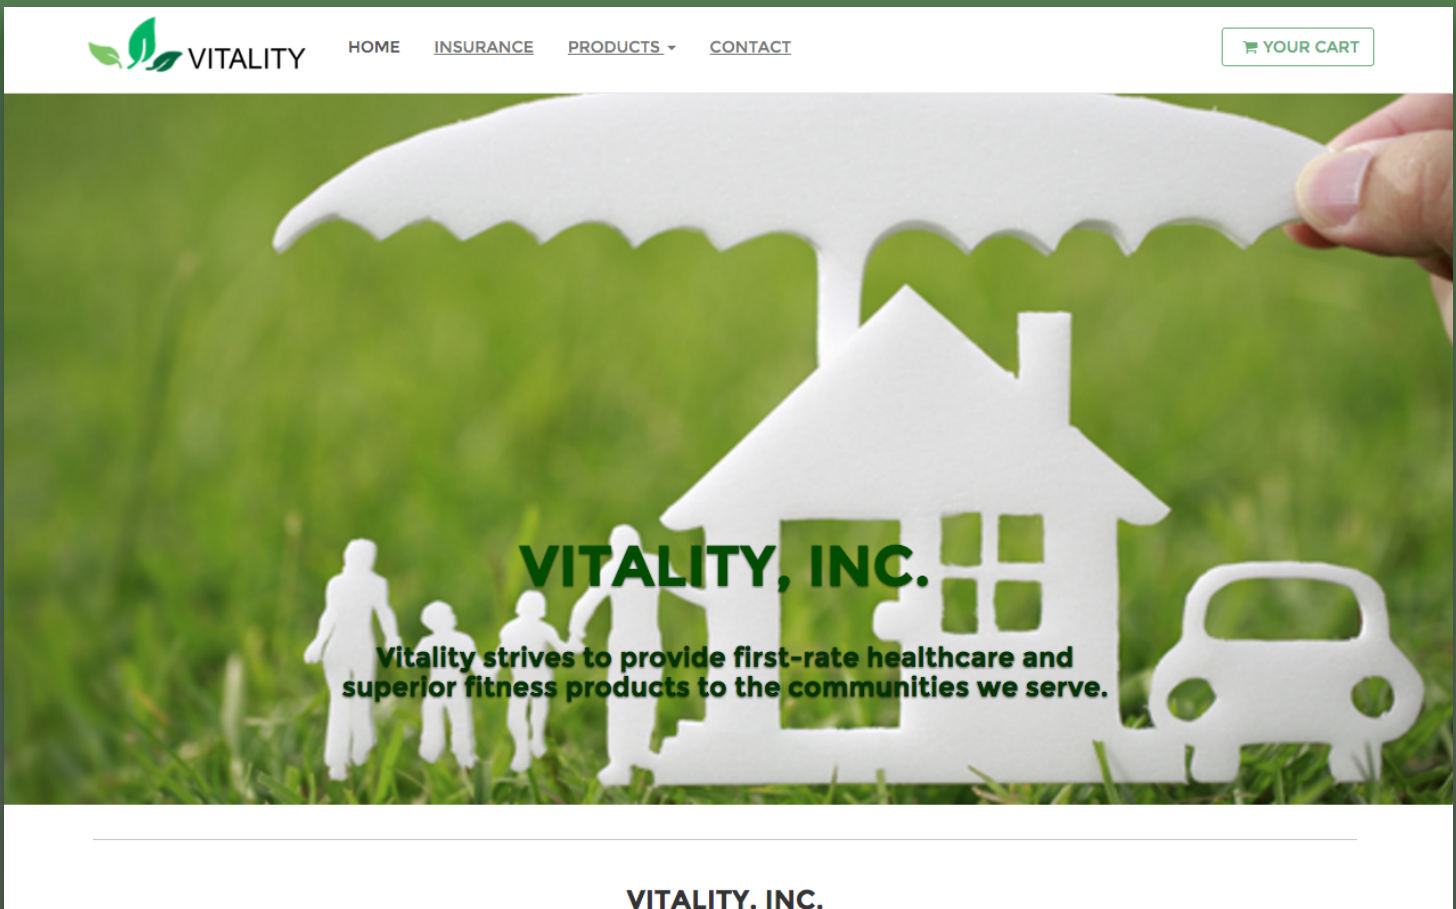 VITALITY
HOME
INSURANCE
PRODUCTS
CONTACT
YOUR CART
VITALITY, INC.
Vitality strives to provide first-rate healthcare and
superior fitness products to the communities we serve.
VITALITY, INC.